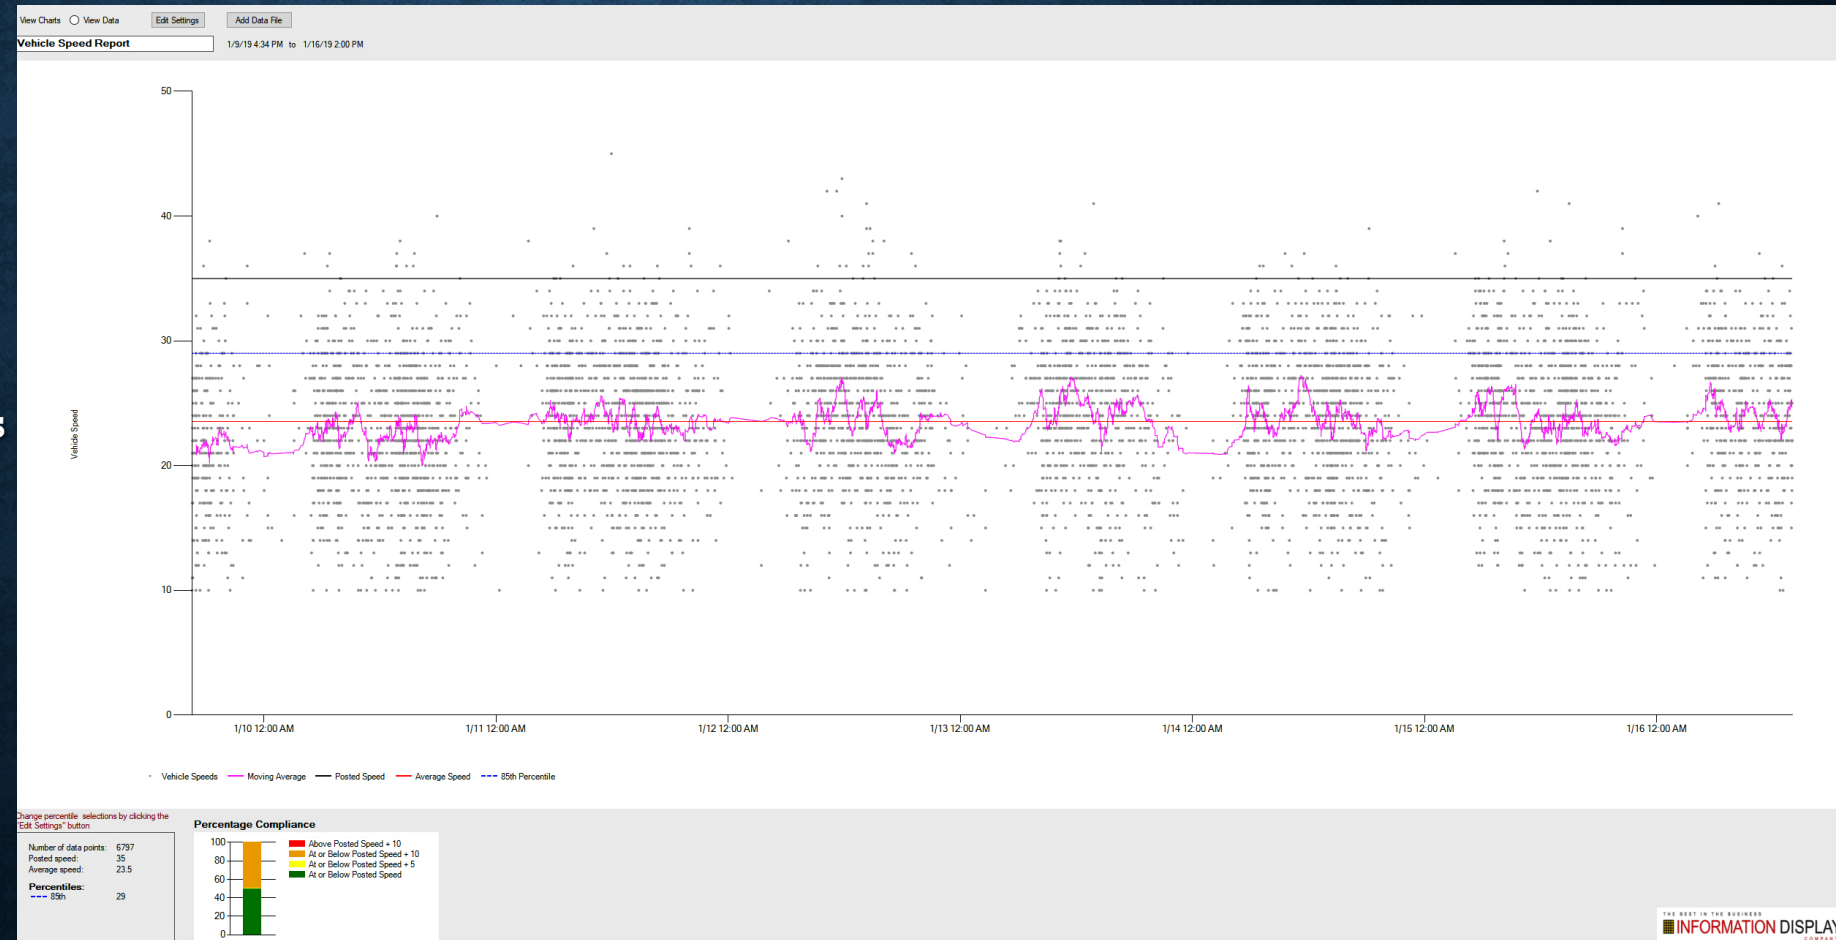 View Charts View Data Edit Settings Add Data File
Vehicle Speed Report 1/9/19 4:34 PM to 1/16/19 2:00 PM
50
40
30
20
10
0
Vehicle Speed
1/10 12:00 AM 1/11 12:00 AM 1/12 12:00 AM 1/13 12:00 AM 1/14 12:00 AM 1/15 12:00 AM 1/16 12:00 AM
Vehicle Speeds Moving Average Posted Speed Average Speed 85th Percentile
Change percentile selections by clicking the
"Edit Settings" button
Number of data points: 6797
Posted speed: 35
Average speed: 23.5
Percentiles:
85th 29
Percentage Compliance
100
80
60
40
20
0
Above Posted Speed + 10
At or Below Posted Speed + 10
At or Below Posted Speed + 5
At or Below Posted Speed
THE BEST IN THE BUSINESS
INFORMATION DISPLAY
COMPANY